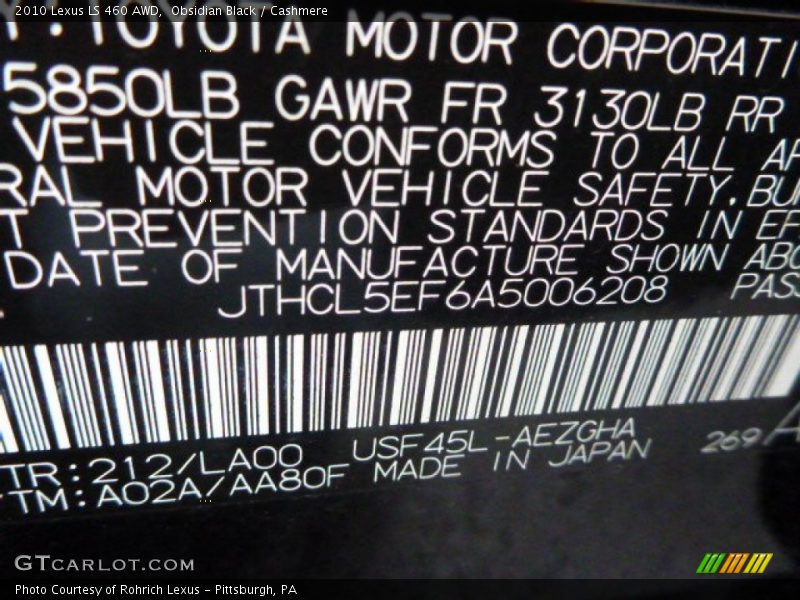 2010 Lexus LS 460 AWD, Obsidian Black / Cashmere
TOYOTA MOTOR CORPORATI
5850LB GAWR FR 3130LB RR
VEHICLE CONFORMS TO ALL AP
RAL MOTOR VEHICLE SAFETY, BU
T PREVENTION STANDARDS IN EF
DATE OF MANUFACTURE SHOWN ABO
JTHCL5EF6A5006208 PASS
TR:212/LA00 USF45L-AEZGHA 269 A
TM:A02A/AA80F MADE IN JAPAN
GTCARLOT.COM
Photo Courtesy of Rohrich Lexus - Pittsburgh, PA